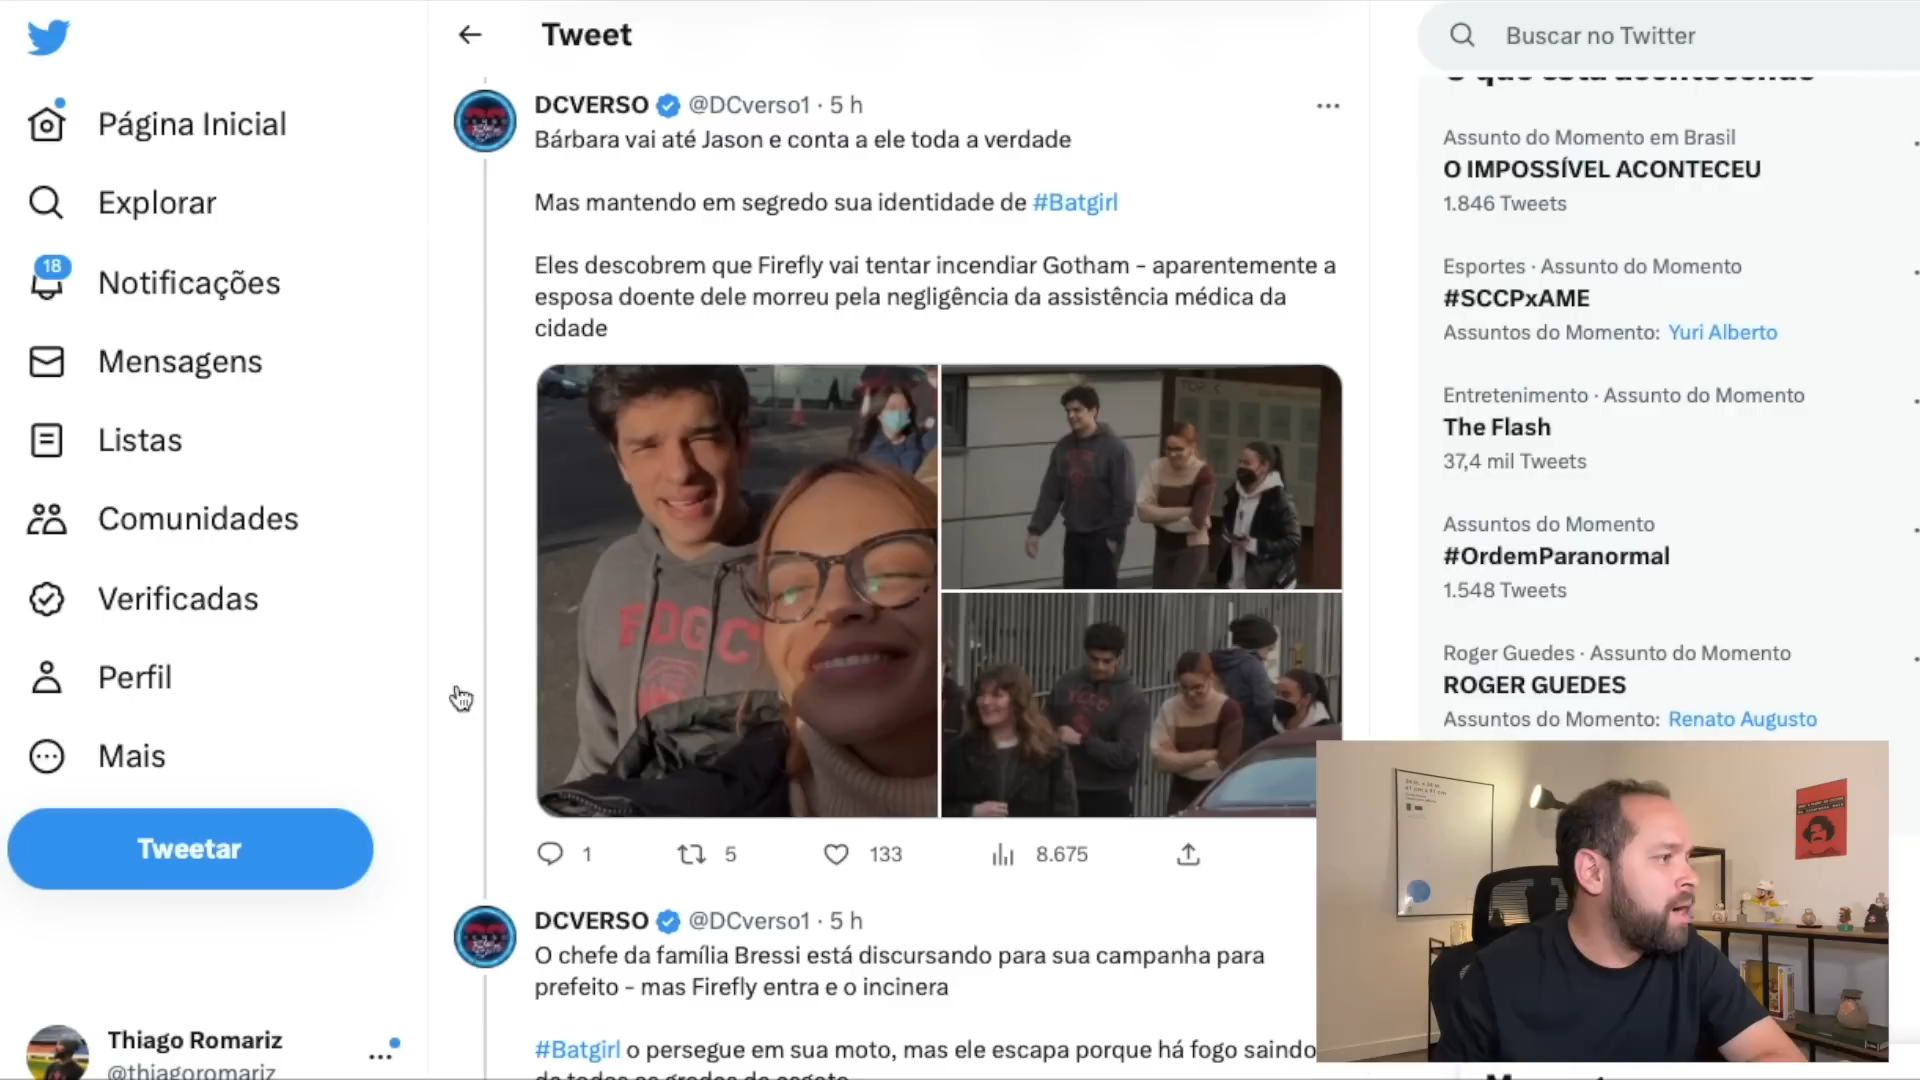 Tweet
Buscar no Twitter
Página Inicial
Explorar
18
Notificações
Mensagens
Listas
Comunidades
Verificadas
Perfil
Mais
Tweetar
Thiago Romariz
@thiagoromariz
DCVERSO @DCverso1 · 5 h
Bárbara vai até Jason e conta a ele toda a verdade
Mas mantendo em segredo sua identidade de #Batgirl
Eles descobrem que Firefly vai tentar incendiar Gotham - aparentemente a
esposa doente dele morreu pela negligência da assistência médica da
cidade
FDGC
1 5 133 8.675
DCVERSO @DCverso1 · 5 h
O chefe da família Bressi está discursando para sua campanha para
prefeito - mas Firefly entra e o incinera
#Batgirl o persegue em sua moto, mas ele escapa porque há fogo saindo
O que está acontecendo
Assunto do Momento em Brasil
O IMPOSSÍVEL ACONTECEU
1.846 Tweets
Esportes · Assunto do Momento
#SCCPxAME
Assuntos do Momento: Yuri Alberto
Entretenimento · Assunto do Momento
The Flash
37,4 mil Tweets
Assuntos do Momento
#OrdemParanormal
1.548 Tweets
Roger Guedes · Assunto do Momento
ROGER GUEDES
Assuntos do Momento: Renato Augusto